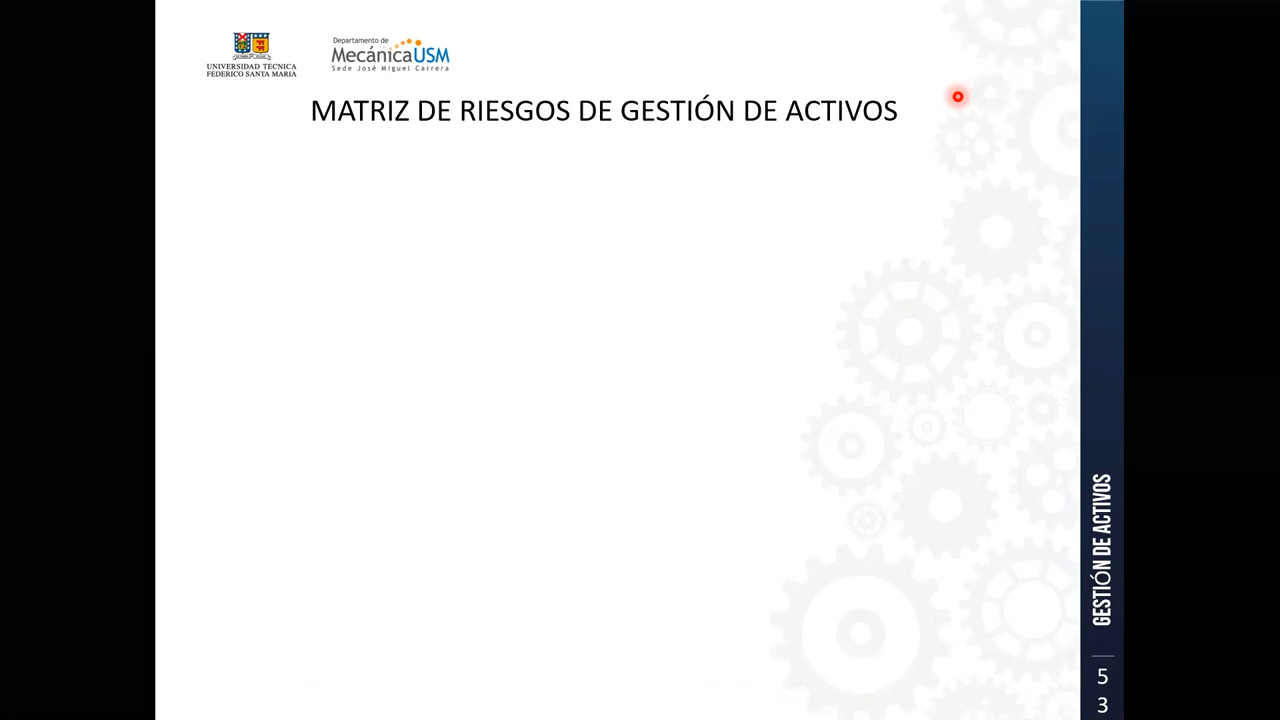 UNIVERSIDAD TECNICA
FEDERICO SANTA MARIA
Departamento de
MecánicaUSM
Sede José Miguel Carrera
MATRIZ DE RIESGOS DE GESTIÓN DE ACTIVOS
GESTIÓN DE ACTIVOS
5
3